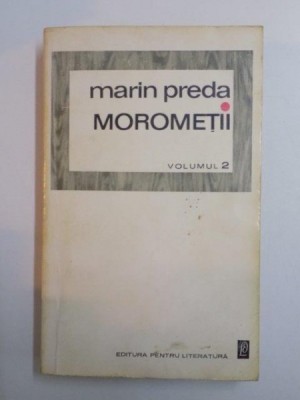 marin preda
MOROMEȚII
VOLUMUL 2
EDITURA PENTRU LITERATURĂ